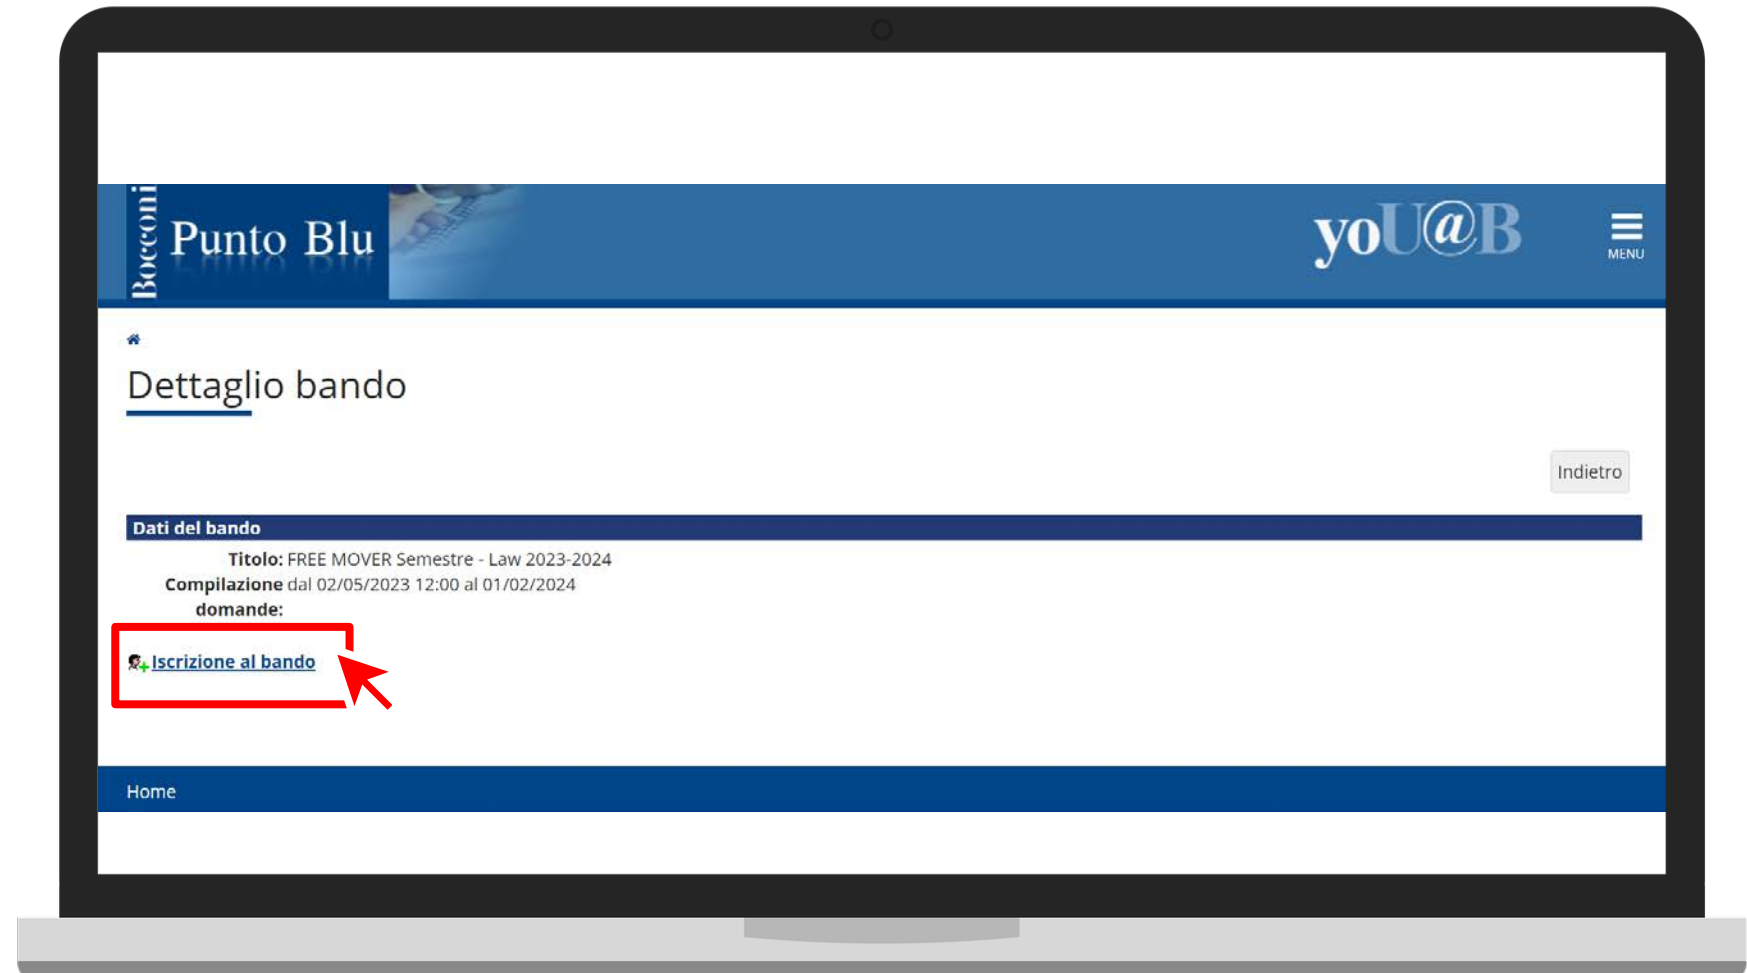 Bocconi
Punto Blu
yoU@B
MENU
Dettaglio bando
Indietro
Dati del bando
Titolo: FREE MOVER Semestre - Law 2023-2024
Compilazione dal 02/05/2023 12:00 al 01/02/2024
domande:
Iscrizione al bando
Home